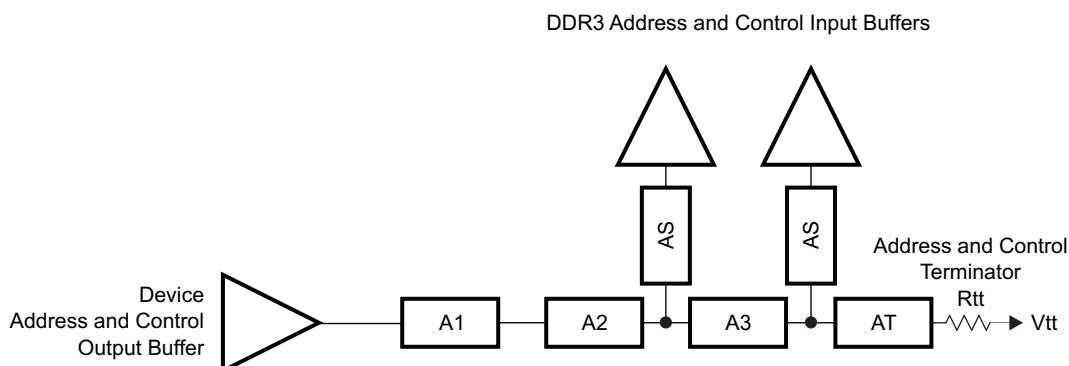 DDR3 Address and Control Input Buffers
AS
AS
Address and Control
Terminator
Rtt
Device
Address and Control
Output Buffer
A1
A2
A3
AT
Vtt